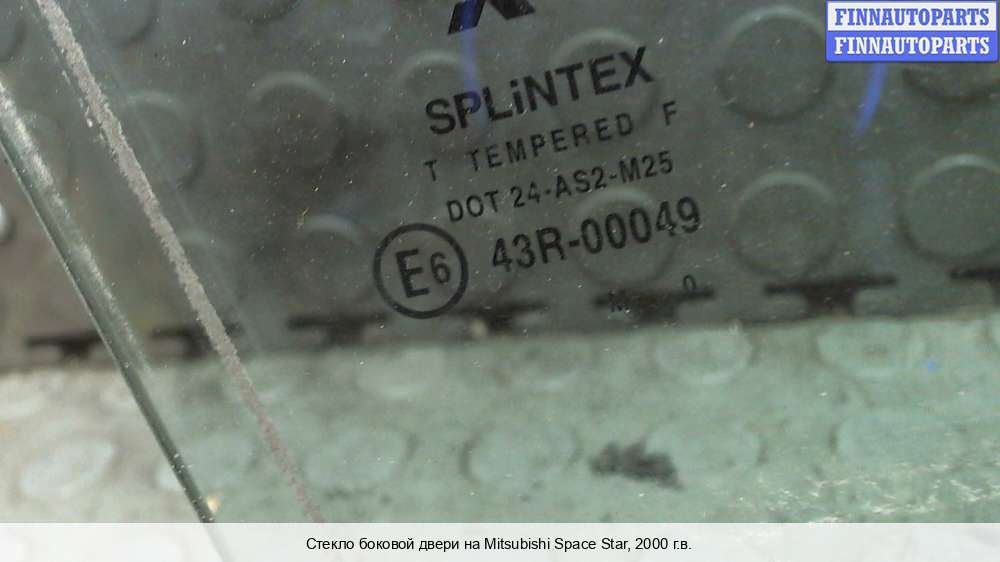 FINNAUTOPARTS
FINNAUTOPARTS
SPLiNTEX
T TEMPERED F
DOT 24-AS2-M25
E6 43R-00049
M 0
Стекло боковой двери на Mitsubishi Space Star, 2000 г.в.